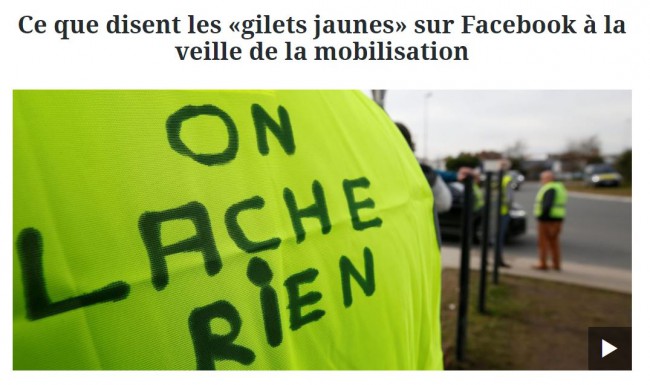 Ce que disent les «gilets jaunes» sur Facebook à la
veille de la mobilisation
ON
LACHE
RIEN